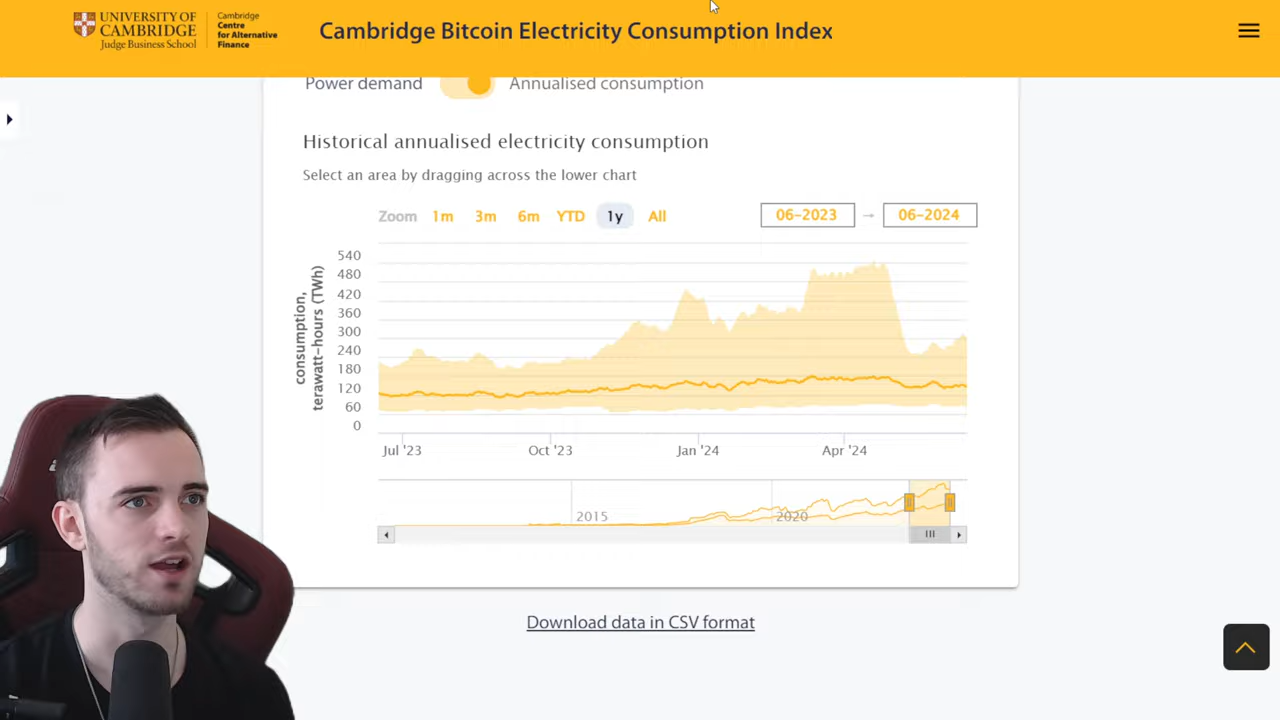 UNIVERSITY OF
CAMBRIDGE
Judge Business School
Cambridge
Centre
for Alternative
Finance
Cambridge Bitcoin Electricity Consumption Index
Power demand
Annualised consumption
Historical annualised electricity consumption
Select an area by dragging across the lower chart
Zoom 1m 3m 6m YTD 1y All
06-2023 → 06-2024
consumption,
terawatt-hours (TWh)
540
480
420
360
300
240
180
120
60
0
Jul '23 Oct '23 Jan '24 Apr '24
2015 2020
Download data in CSV format